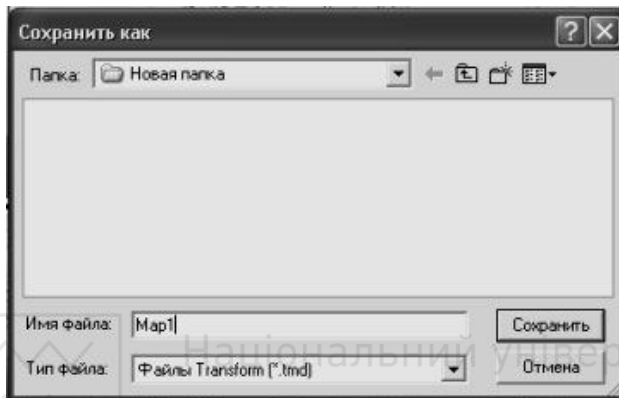 Сохранить как
Папка: Новая папка
Имя файла: Map1 Сохранить
Національний універ
Тип файла: Файлы Transform (*.tmd) Отмена